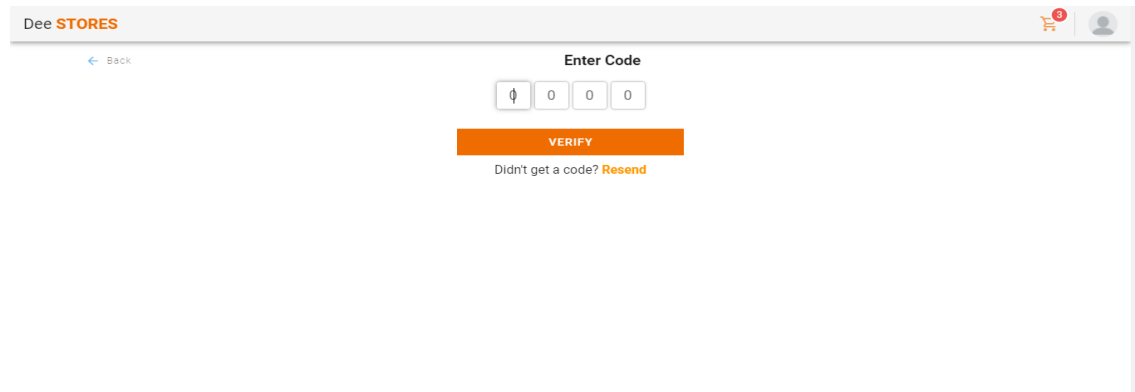 Dee STORES
3
Back
Enter Code
0 0 0 0
VERIFY
Didn't get a code? Resend